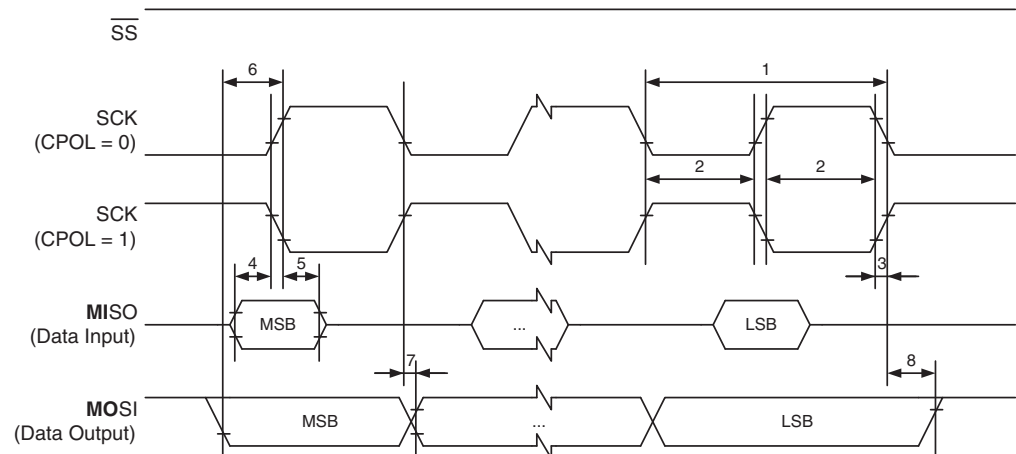 SS
6
1
SCK
(CPOL = 0)
2
2
SCK
(CPOL = 1)
4
5
3
MISO
(Data Input)
MSB
...
LSB
7
8
MOSI
(Data Output)
MSB
...
LSB